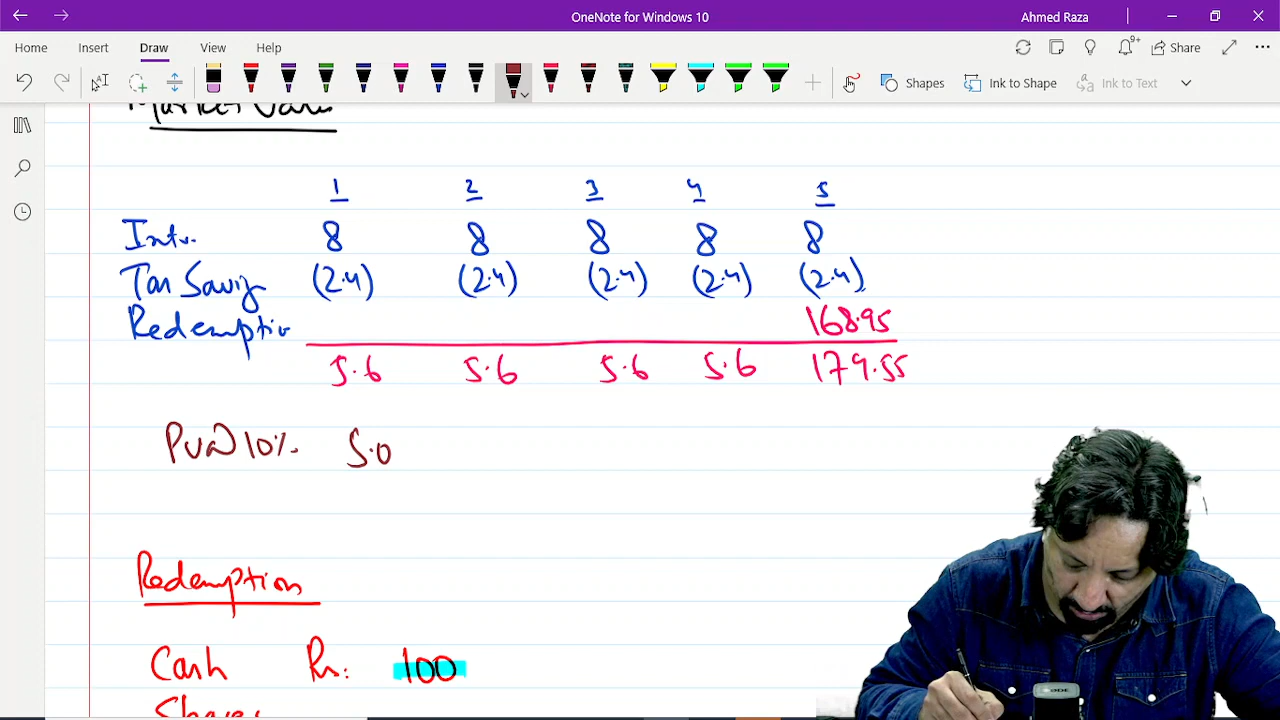 OneNote for Windows 10
Ahmed Raza
Home Insert Draw View Help
Share
Shapes Ink to Shape Ink to Text
Market Valu
1 2 3 4 5
Intr. 8 8 8 8 8
Tax Saving (2.4) (2.4) (2.4) (2.4) (2.4)
Redemption 168.95
5.6 5.6 5.6 5.6 179.55
PV@10% 5.0
Redemption
Cash Rs: 100
Shares